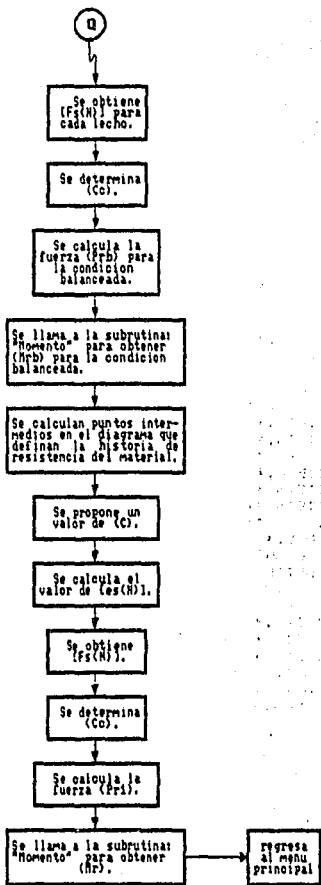 Q
Se obtiene
[Fs(N)] para
cada lecho.
Se determina
(Cc).
Se calcula la
fuerza (Prb) para
la condicion
balanceada.
Se llama a la subrutina:
"Momento" para obtener
(Mrb) para la condicion
balanceada.
Se calculan puntos inter-
medios en el diagrama que
definan la historia de
resistencia del material.
Se propone un
valor de (C).
Se calcula el
valor de [es(N)].
Se obtiene
[Fs(N)].
Se determina
(Cc).
Se calcula la
fuerza (Pri).
Se llama a la subrutina:
"Momento" para obtener
(Mr).
regresa
al menu
principal